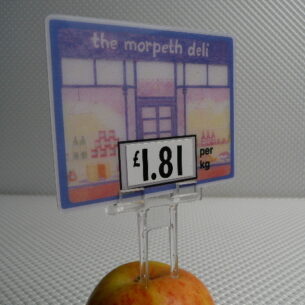 the morpeth deli
£1.81 per
kg